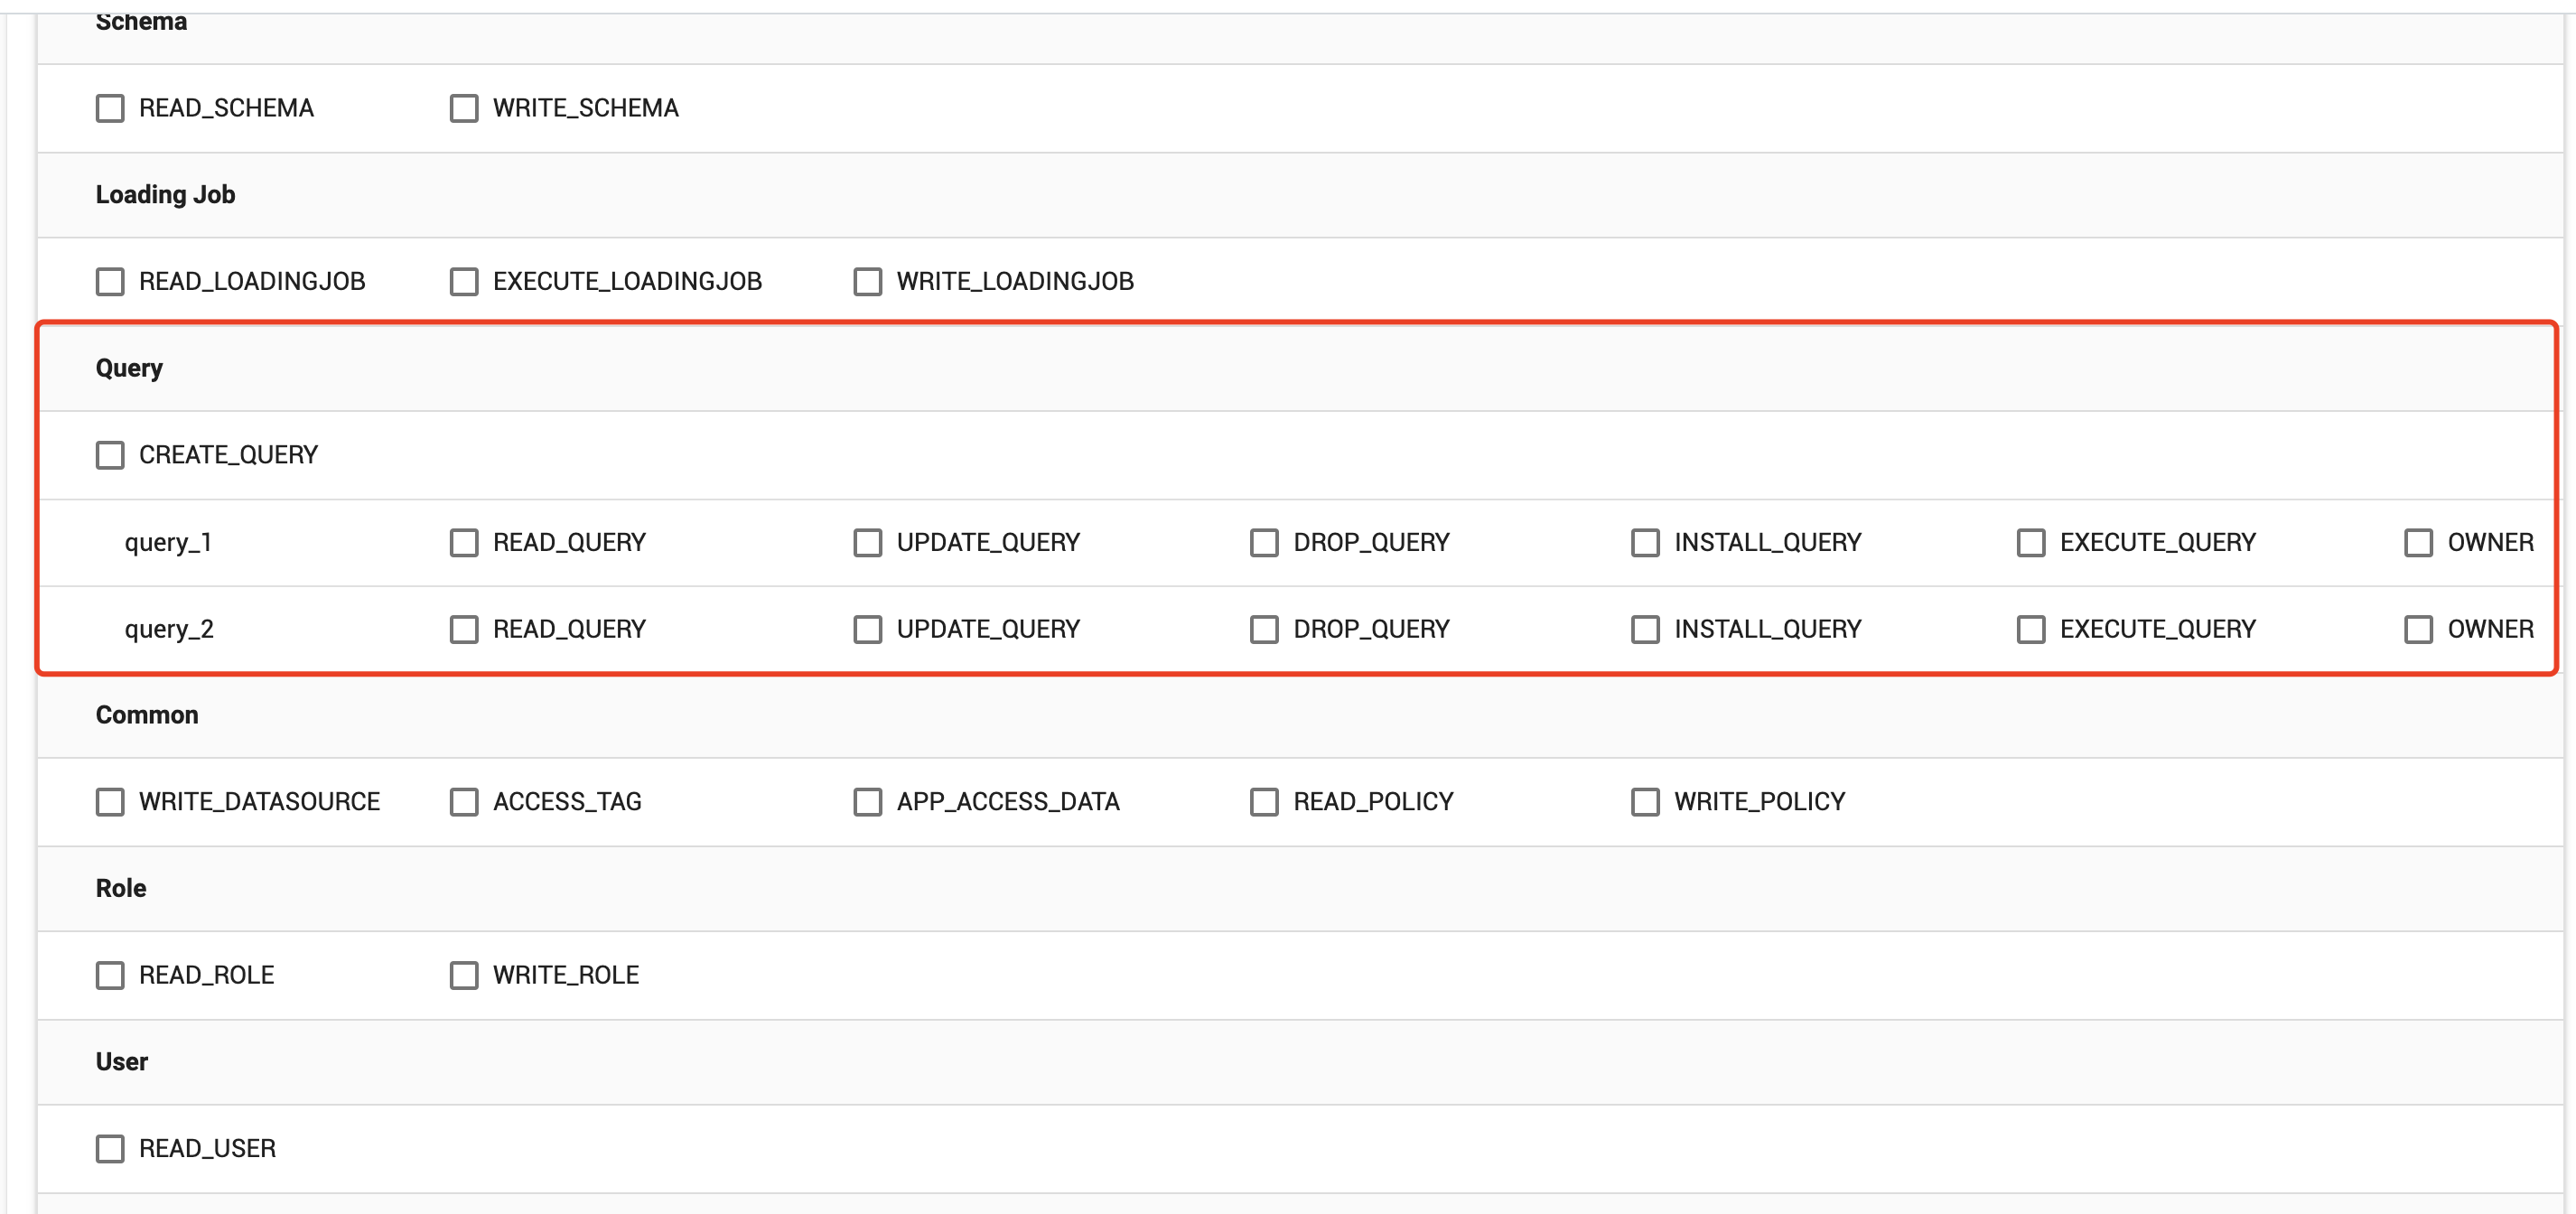 Schema
READ_SCHEMA WRITE_SCHEMA
Loading Job
READ_LOADINGJOB EXECUTE_LOADINGJOB WRITE_LOADINGJOB
Query
CREATE_QUERY
query_1 READ_QUERY UPDATE_QUERY DROP_QUERY INSTALL_QUERY EXECUTE_QUERY OWNER
query_2 READ_QUERY UPDATE_QUERY DROP_QUERY INSTALL_QUERY EXECUTE_QUERY OWNER
Common
WRITE_DATASOURCE ACCESS_TAG APP_ACCESS_DATA READ_POLICY WRITE_POLICY
Role
READ_ROLE WRITE_ROLE
User
READ_USER